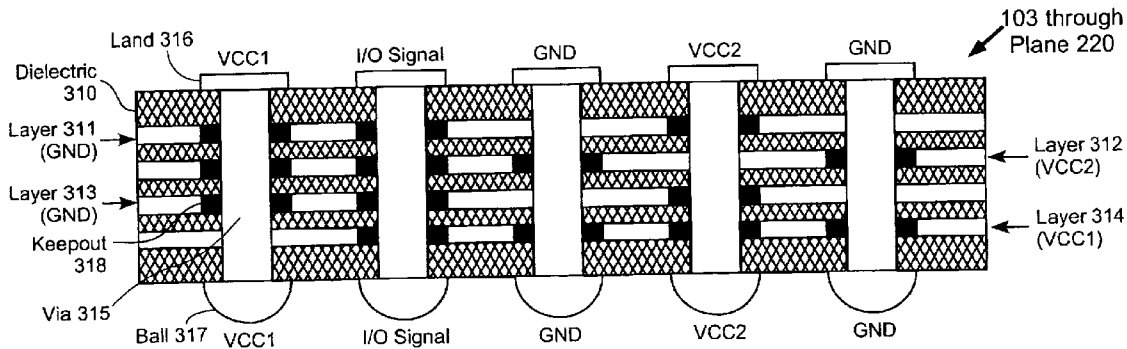 103 through
Plane 220
Land 316
VCC1
I/O Signal
GND
VCC2
GND
Dielectric
310
Layer 311
(GND)
Layer 312
(VCC2)
Layer 313
(GND)
Layer 314
(VCC1)
Keepout
318
Via 315
Ball 317
VCC1
I/O Signal
GND
VCC2
GND